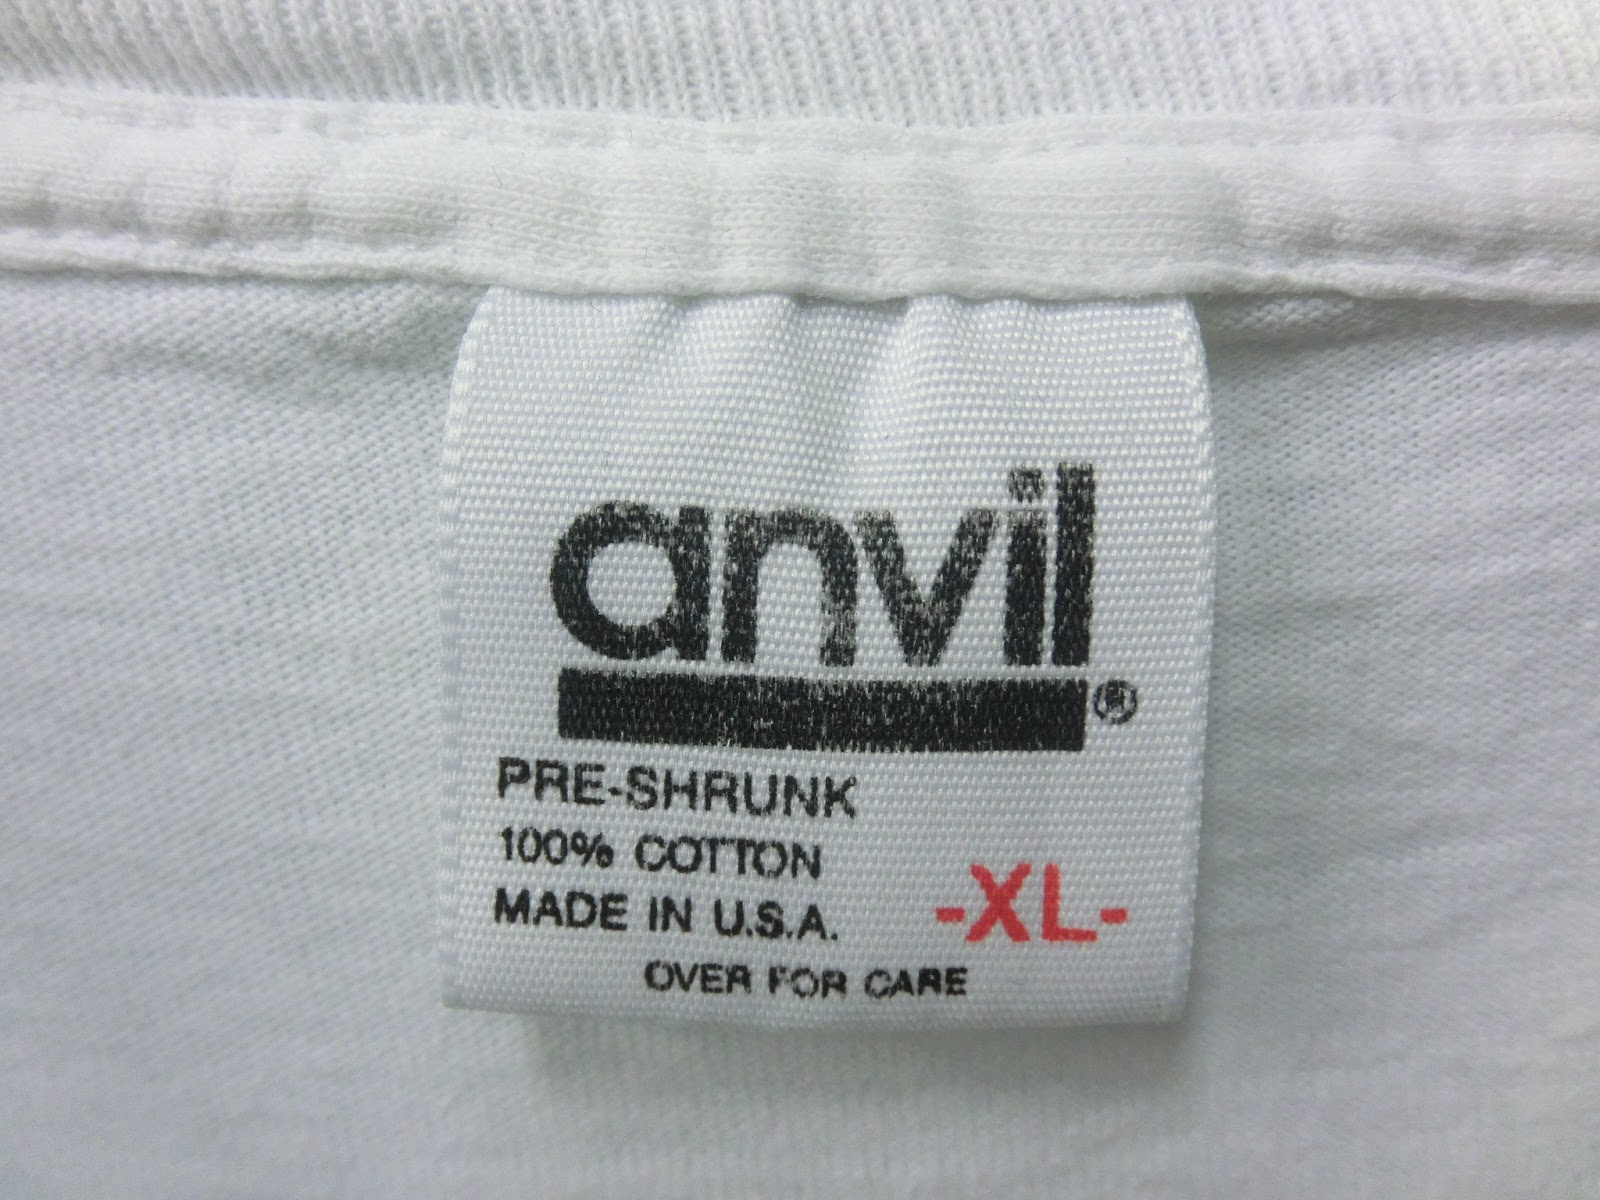 anvil®
PRE-SHRUNK
100% COTTON
MADE IN U.S.A.
-XL-
OVER FOR CARE